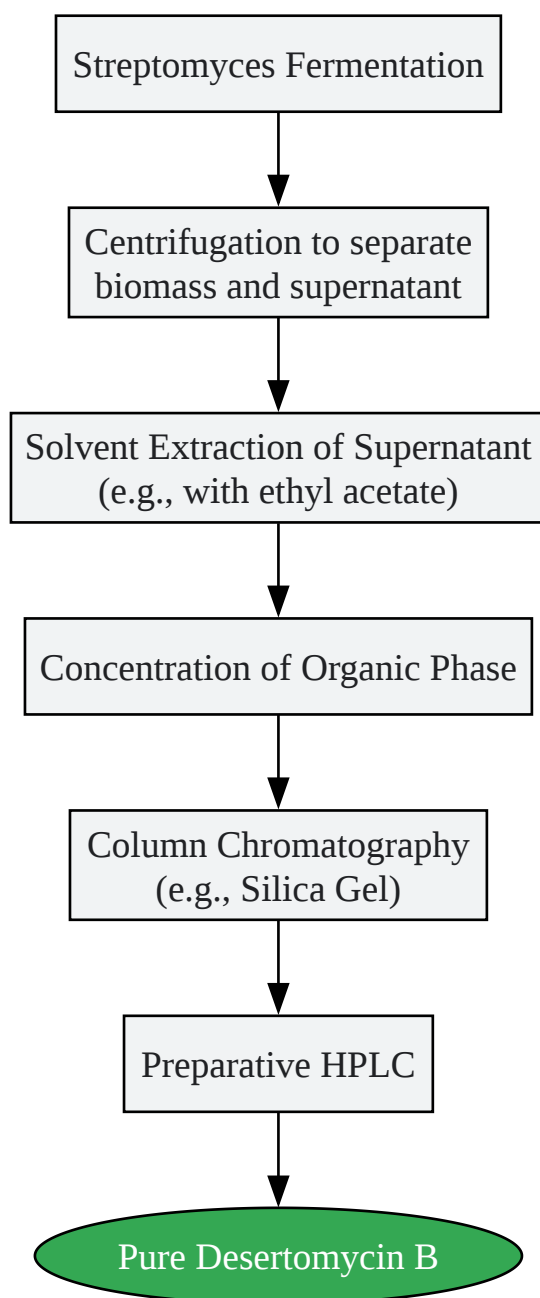 Streptomyces Fermentation
Centrifugation to separate
biomass and supernatant
Solvent Extraction of Supernatant
(e.g., with ethyl acetate)
Concentration of Organic Phase
Column Chromatography
(e.g., Silica Gel)
Preparative HPLC
Pure Desertomycin B